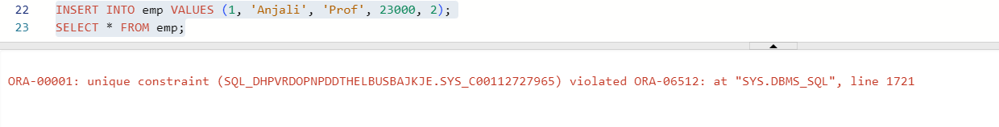 22 INSERT INTO emp VALUES (1, 'Anjali', 'Prof', 23000, 2);
23 SELECT * FROM emp;
ORA-00001: unique constraint (SQL_DHPVRDOPNPDDTHELBUSBAJKJE.SYS_C00112727965) violated ORA-06512: at "SYS.DBMS_SQL", line 1721